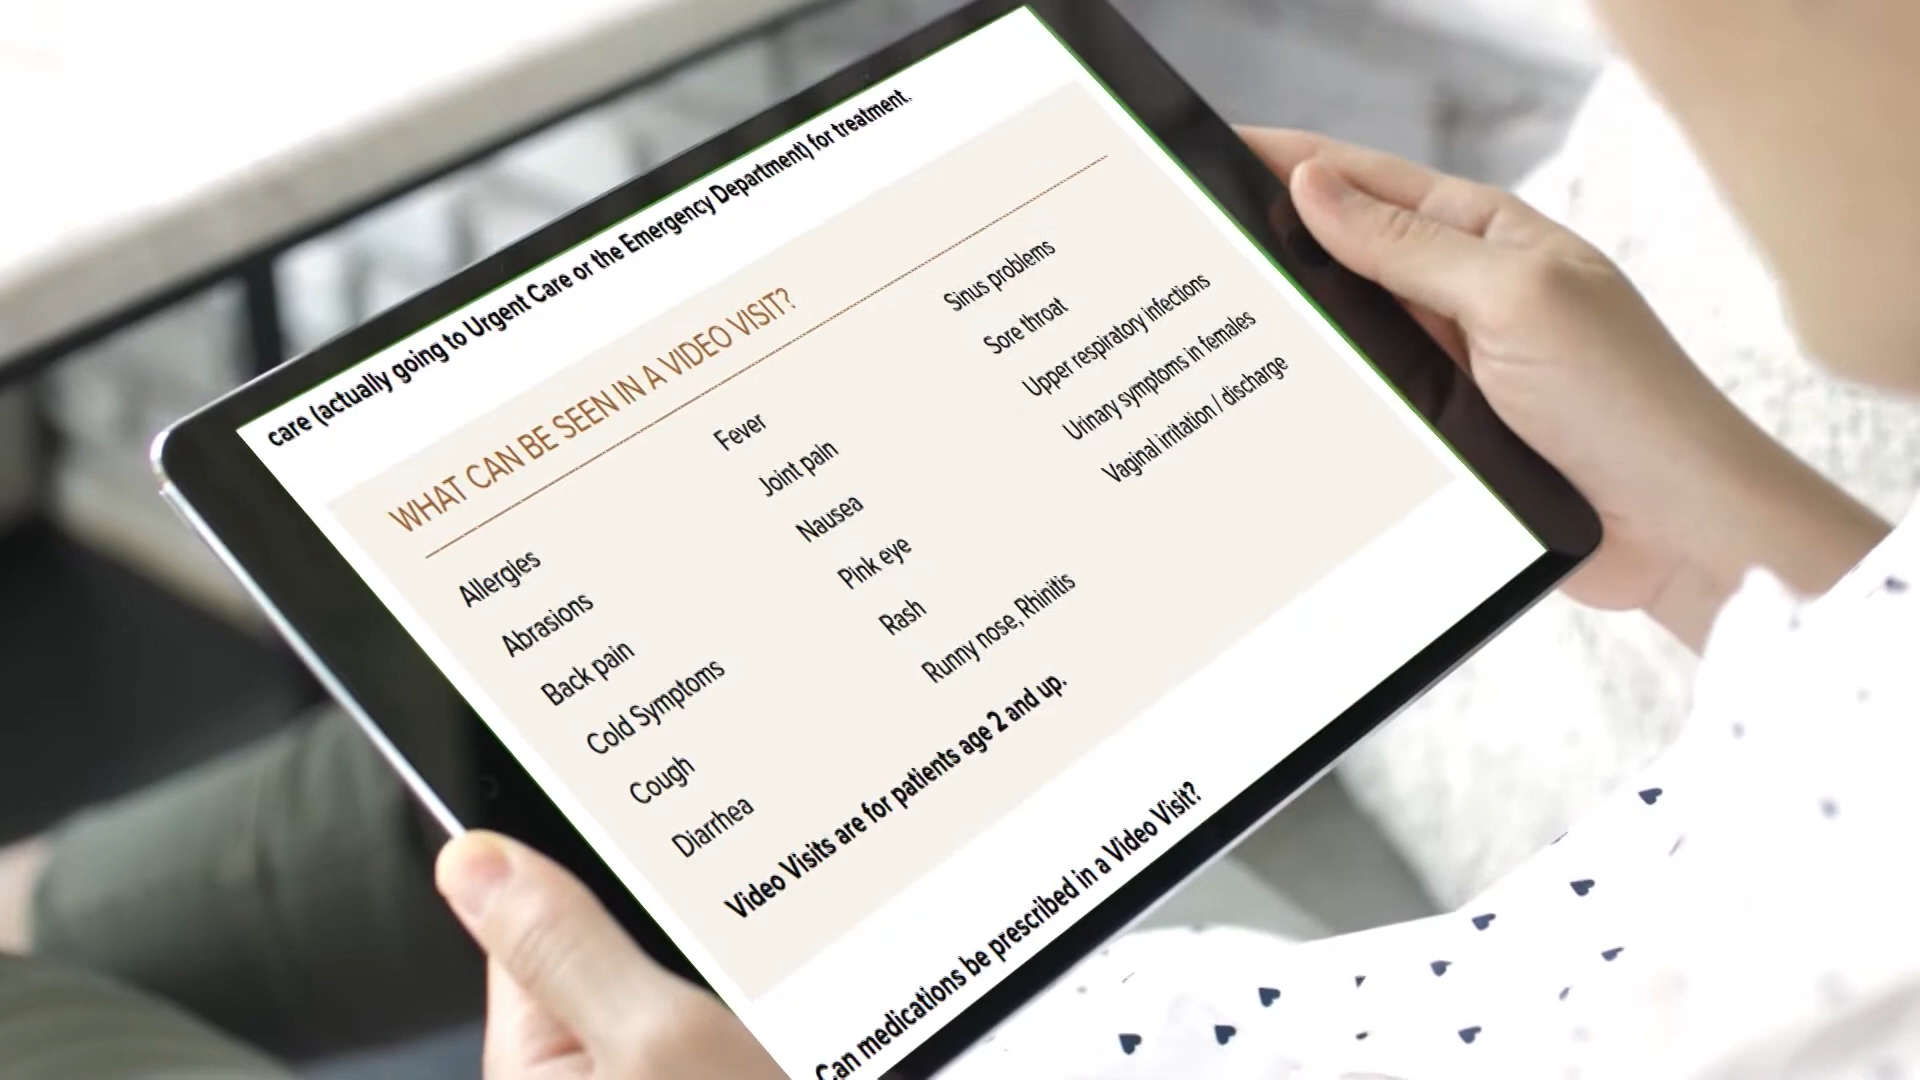 care (actually going to Urgent Care or the Emergency Department) for treatment.
WHAT CAN BE SEEN IN A VIDEO VISIT?
Allergies
Abrasions
Back pain
Cold Symptoms
Cough
Diarrhea
Fever
Joint pain
Nausea
Pink eye
Rash
Runny nose, Rhinitis
Sinus problems
Sore throat
Upper respiratory infections
Urinary symptoms in females
Vaginal irritation / discharge
Video Visits are for patients age 2 and up.
Can medications be prescribed in a Video Visit?